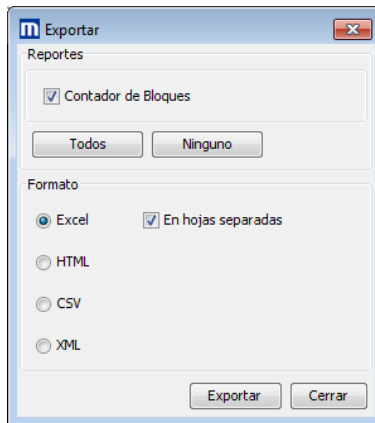 m Exportar
Reportes
Contador de Bloques
Todos Ninguno
Formato
Excel En hojas separadas
HTML
CSV
XML
Exportar Cerrar